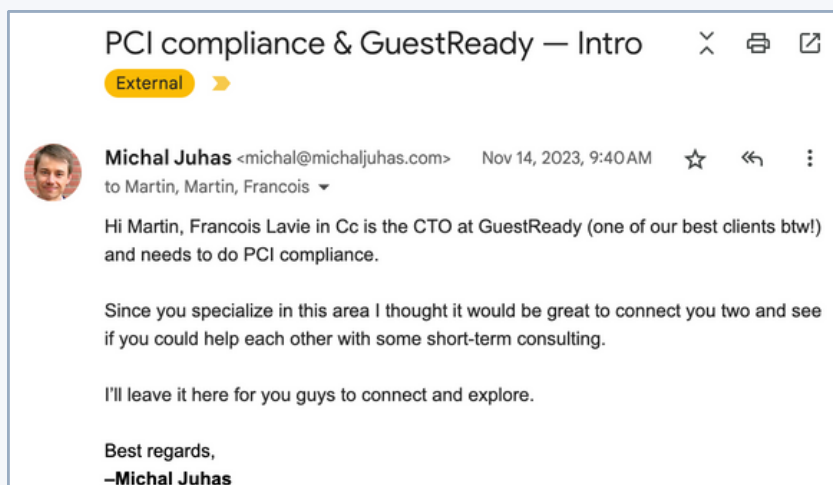 PCI compliance & GuestReady — Intro
External
Michal Juhas <michal@michaljuhas.com> Nov 14, 2023, 9:40 AM
to Martin, Martin, Francois
Hi Martin, Francois Lavie in Cc is the CTO at GuestReady (one of our best clients btw!)
and needs to do PCI compliance.
Since you specialize in this area I thought it would be great to connect you two and see
if you could help each other with some short-term consulting.
I'll leave it here for you guys to connect and explore.
Best regards,
–Michal Juhas